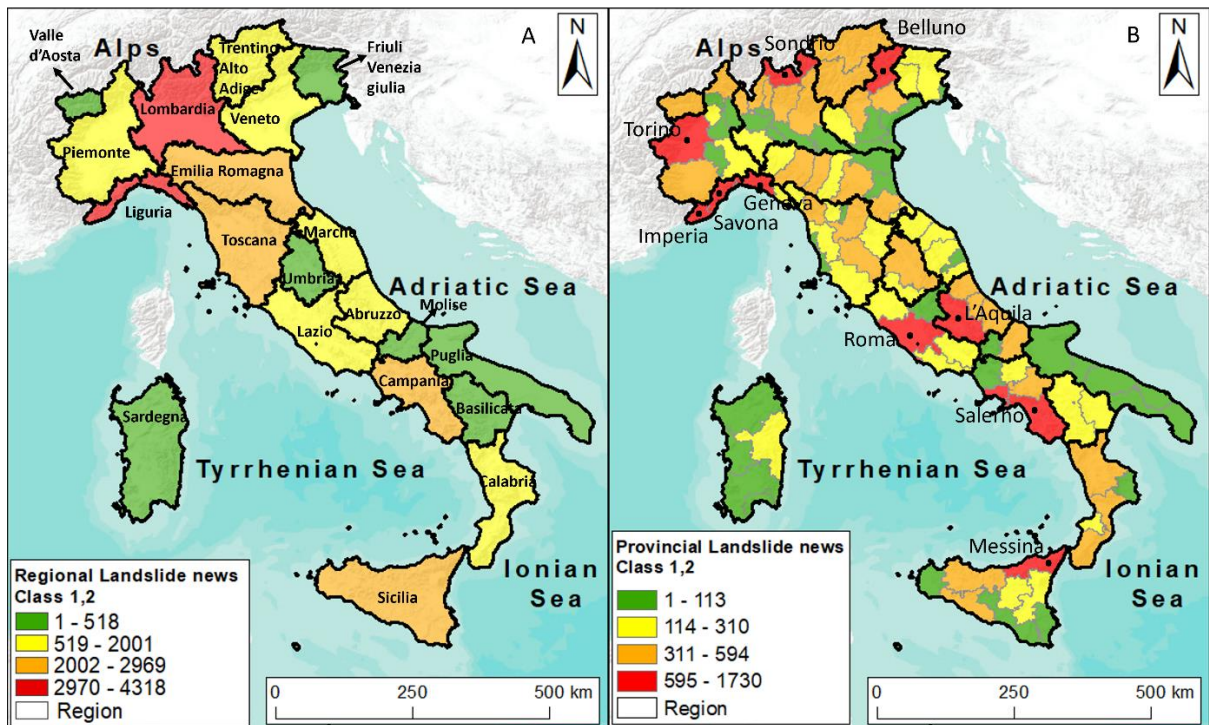 A
N
Valle
d'Aosta
Alps
Trentino
Alto
Adige
Friuli
Venezia
giulia
Lombardia
Veneto
Piemonte
Emilia Romagna
Liguria
Toscana
Marche
Umbria
Adriatic Sea
Molise
Abruzzo
Lazio
Puglia
Campania
Basilicata
Sardegna
Tyrrhenian Sea
Calabria
Ionian
Sea
Sicilia
Regional Landslide news
Class 1,2
1 - 518
519 - 2001
2002 - 2969
2970 - 4318
Region
0 250 500 km
B
N
Belluno
Alps
Sondrio
Torino
Genova
Savona
Imperia
Adriatic Sea
L'Aquila
Roma
Salerno
Tyrrhenian Sea
Messina
Ionian
Sea
Provincial Landslide news
Class 1,2
1 - 113
114 - 310
311 - 594
595 - 1730
Region
0 250 500 km